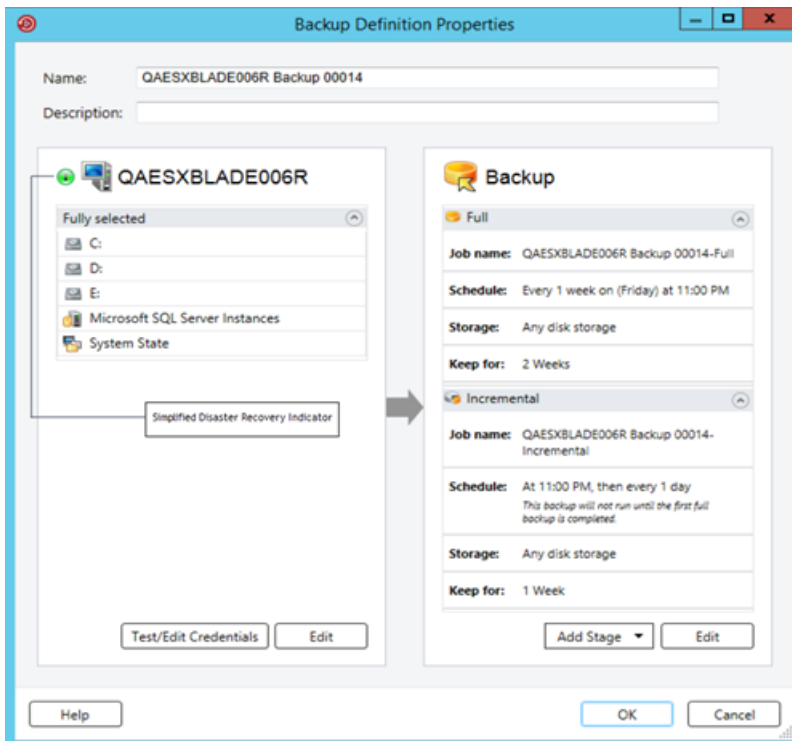 Backup Definition Properties
Name: QAESXBLADE006R Backup 00014
Description:
QAESXBLADE006R
Fully selected
C:
D:
E:
Microsoft SQL Server Instances
System State
Simplified Disaster Recovery Indicator
Test/Edit Credentials Edit
Backup
Full
Job name: QAESXBLADE006R Backup 00014-Full
Schedule: Every 1 week on (Friday) at 11:00 PM
Storage: Any disk storage
Keep for: 2 Weeks
Incremental
Job name: QAESXBLADE006R Backup 00014-
Incremental
Schedule: At 11:00 PM, then every 1 day
This backup will not run until the first full
backup is completed.
Storage: Any disk storage
Keep for: 1 Week
Add Stage Edit
Help OK Cancel